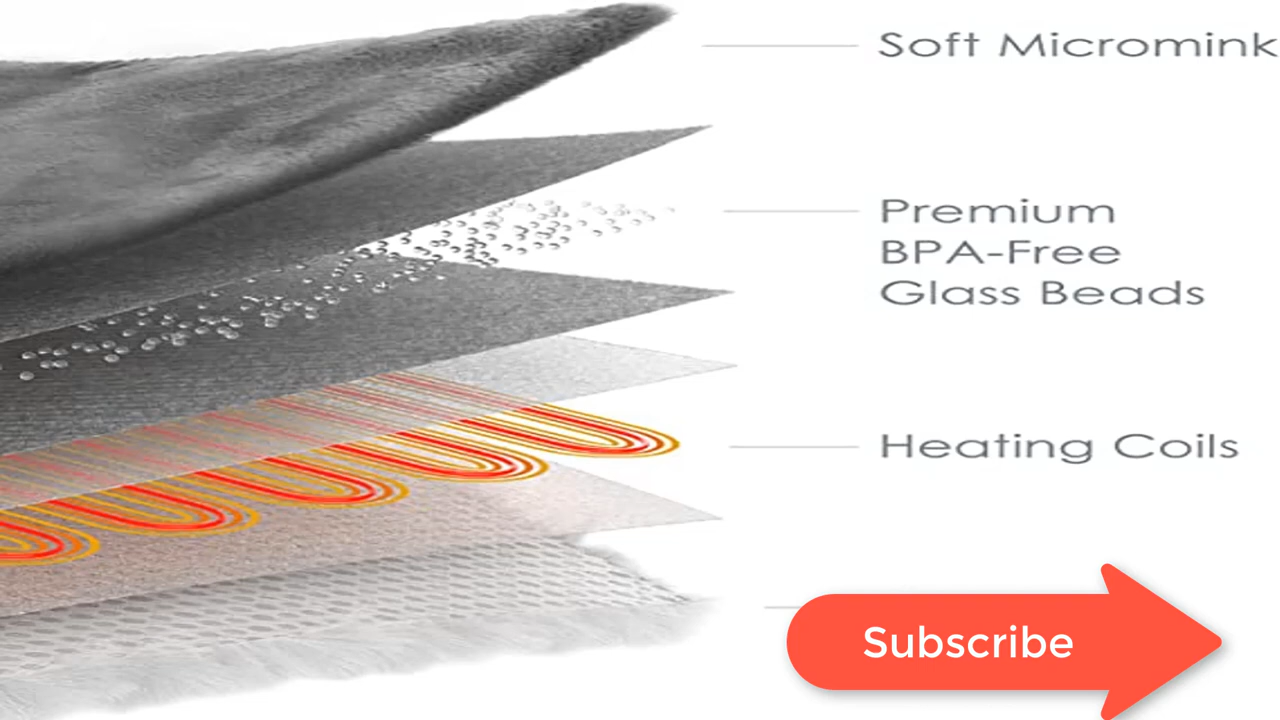 Soft Micromink
Premium
BPA-Free
Glass Beads
Heating Coils
Subscribe